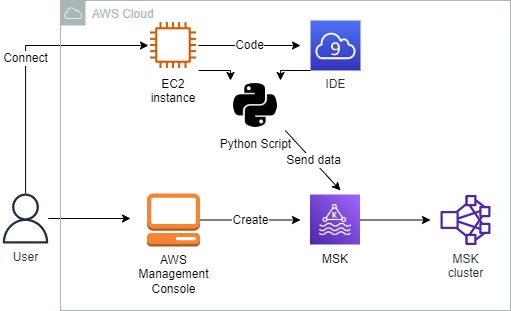 AWS Cloud
Connect
Code
9
EC2
instance
IDE
Python Script
Send data
K
Create
User
AWS
Management
Console
MSK
MSK
cluster